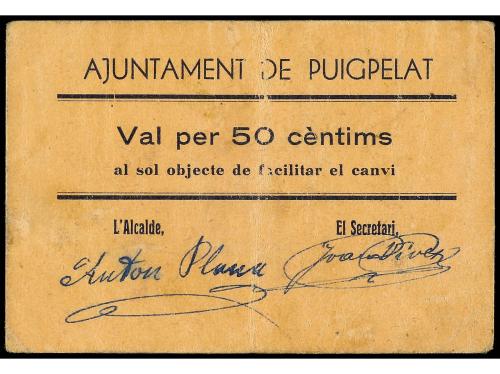 AJUNTAMENT DE PUIGPELAT
Val per 50 cèntims
al sol objecte de facilitar el canvi
L'Alcalde,
El Secretari,
Anton Plana
Joan